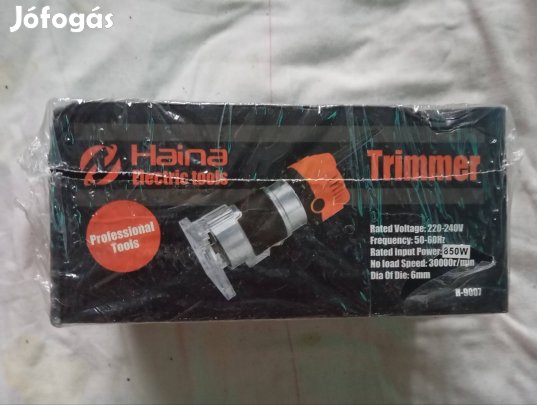 Jófogás
Haina
Electric tools
Trimmer
Professional
Tools
Rated Voltage: 220-240V
Frequency: 50-60Hz
Rated Input Power: 850W
No load Speed: 30000r/min
Dia Of Die: 6mm
H-9007